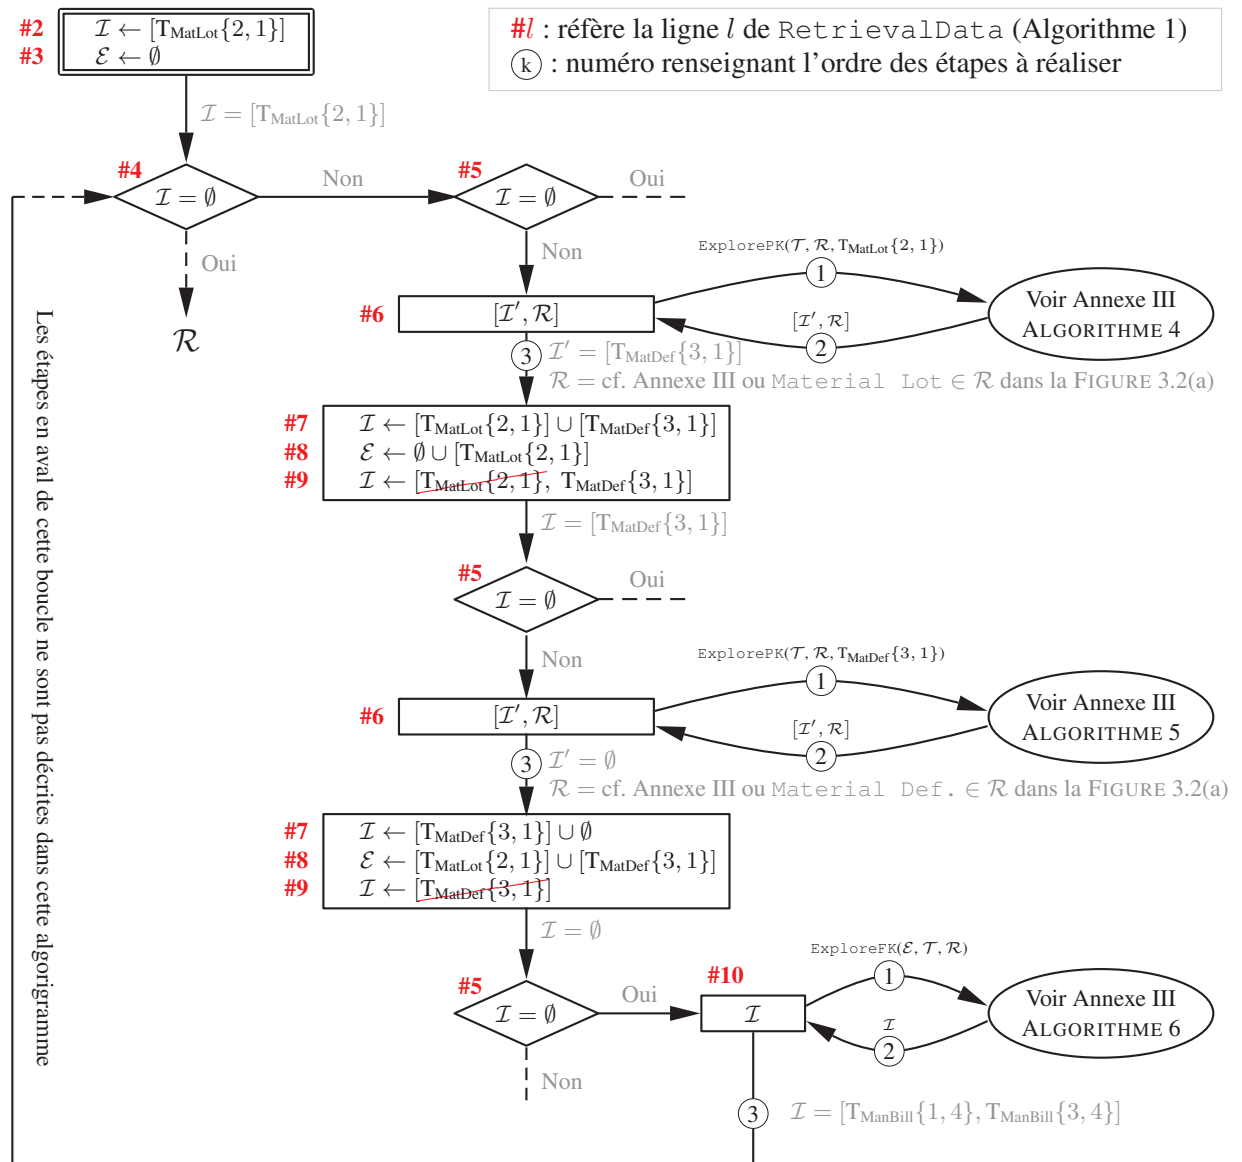 #2 ℐ ← [T_MatLot{2, 1}]
#3 ℰ ← ∅
#l : réfère la ligne l de RetrievalData (Algorithme 1)
k : numéro renseignant l'ordre des étapes à réaliser
ℐ = [T_MatLot{2, 1}]
#4 ℐ = ∅
Non
#5 ℐ = ∅
Oui
Oui
ℛ
Non
ExplorePK(𝒯, ℛ, T_MatLot{2, 1})
1
#6 [ℐ′, ℛ]
[ℐ′, ℛ]
2
Voir Annexe III
ALGORITHME 4
3 ℐ′ = [T_MatDef{3, 1}]
ℛ = cf. Annexe III ou Material Lot ∈ ℛ dans la FIGURE 3.2(a)
#7 ℐ ← [T_MatLot{2, 1}] ∪ [T_MatDef{3, 1}]
#8 ℰ ← ∅ ∪ [T_MatLot{2, 1}]
#9 ℐ ← [T_MatLot{2, 1}, T_MatDef{3, 1}]
ℐ = [T_MatDef{3, 1}]
#5 ℐ = ∅
Oui
Non
ExplorePK(𝒯, ℛ, T_MatDef{3, 1})
1
#6 [ℐ′, ℛ]
[ℐ′, ℛ]
2
Voir Annexe III
ALGORITHME 5
3 ℐ′ = ∅
ℛ = cf. Annexe III ou Material Def. ∈ ℛ dans la FIGURE 3.2(a)
#7 ℐ ← [T_MatDef{3, 1}] ∪ ∅
#8 ℰ ← [T_MatLot{2, 1}] ∪ [T_MatDef{3, 1}]
#9 ℐ ← [T_MatDef{3, 1}]
ℐ = ∅
#5 ℐ = ∅
Oui
Non
#10 ℐ
ExploreFK(ℰ, 𝒯, ℛ)
1
ℐ
2
Voir Annexe III
ALGORITHME 6
3 ℐ = [T_ManBill{1, 4}, T_ManBill{3, 4}]
Les étapes en aval de cette boucle ne sont pas décrites dans cette algorigramme